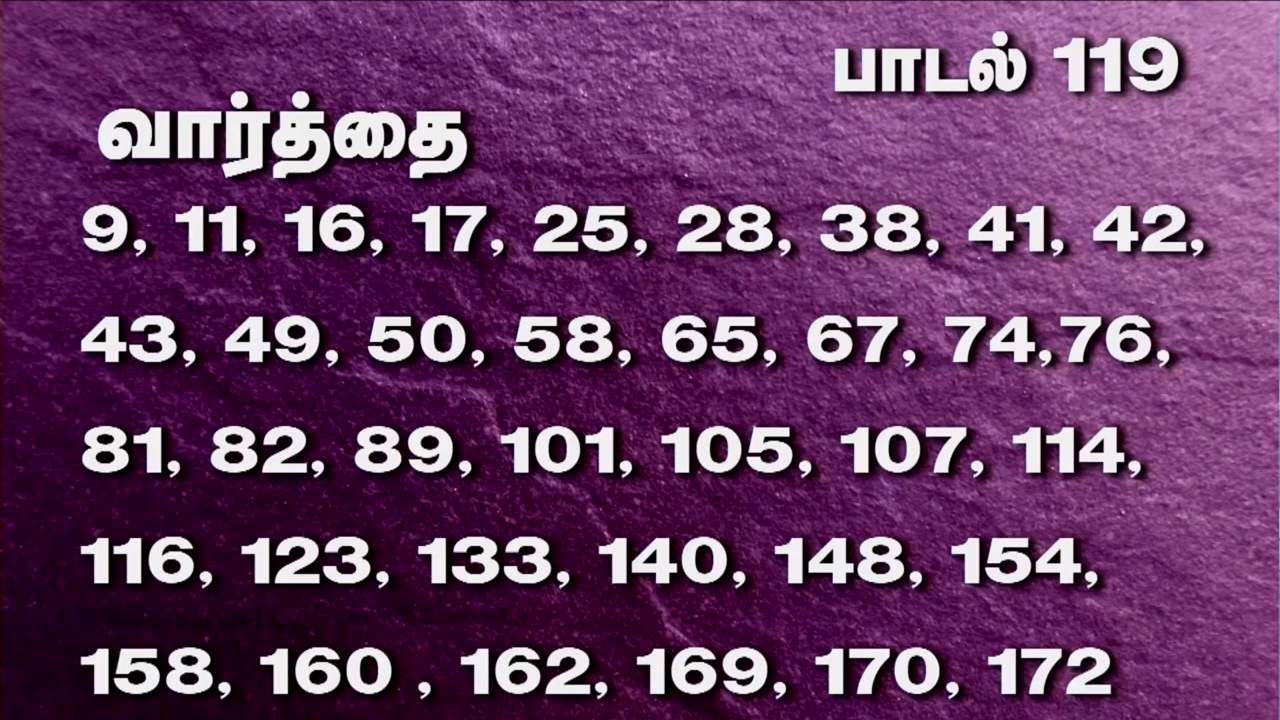 பாடல் 119
வார்த்தை
9, 11, 16, 17, 25, 28, 38, 41, 42,
43, 49, 50, 58, 65, 67, 74,76,
81, 82, 89, 101, 105, 107, 114,
116, 123, 133, 140, 148, 154,
158, 160 , 162, 169, 170, 172